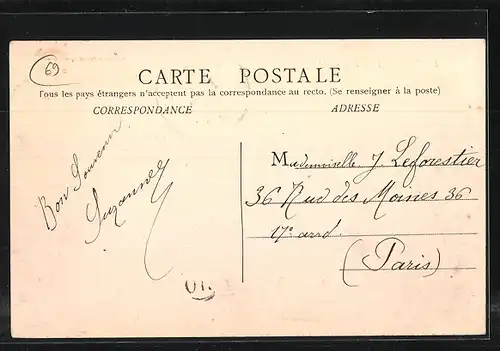 69
CARTE POSTALE
Tous les pays étrangers n'acceptent pas la correspondance au recto. (Se renseigner à la poste)
CORRESPONDANCE
ADRESSE
Bon Souvenir
Suzanne
Mademoiselle J. Leforestier
36 Rue des Moines 36
17e arrd.
(Paris)